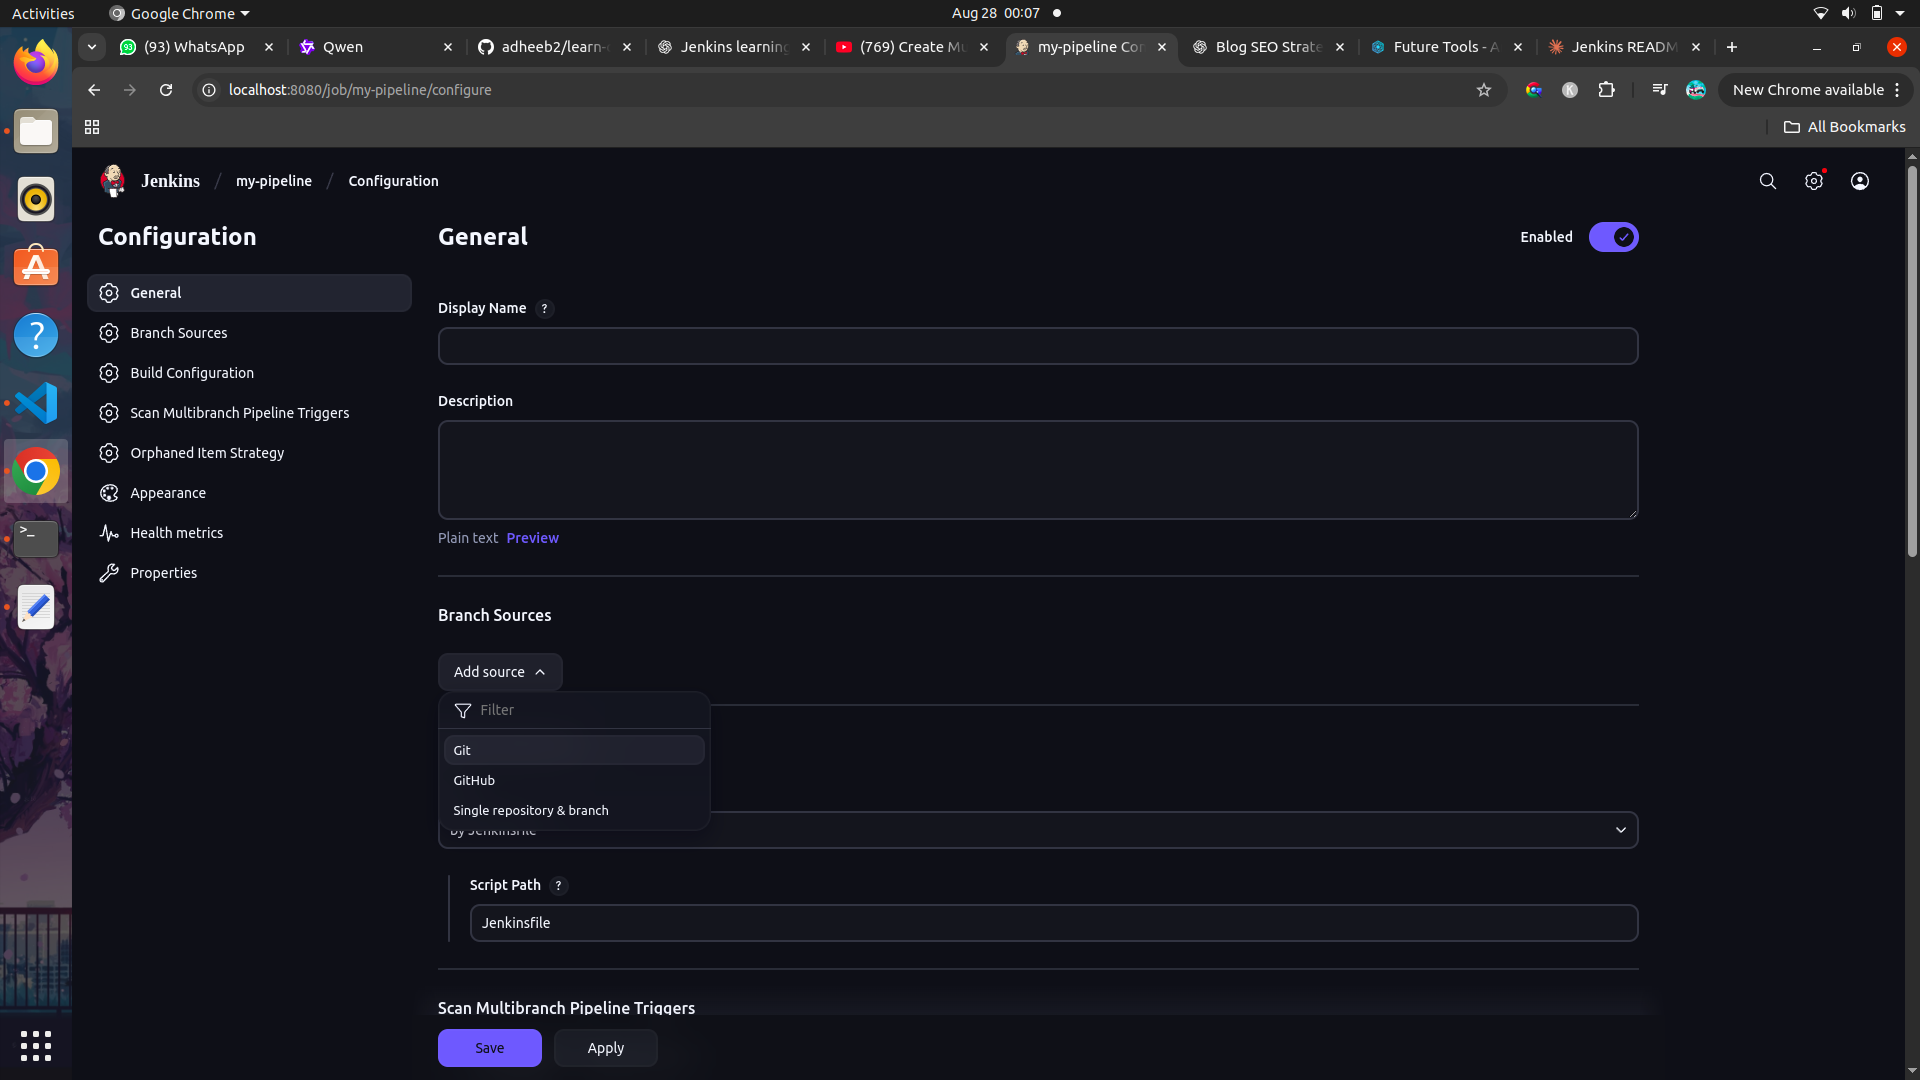 Activities
Google Chrome
Aug 28 00:07
93
(93) WhatsApp
Qwen
adheeb2/learn-
Jenkins learning
(769) Create Mu
my-pipeline Con
Blog SEO Strate
Future Tools - A
Jenkins READM
localhost:8080/job/my-pipeline/configure
K
New Chrome available
All Bookmarks
Jenkins / my-pipeline / Configuration
Configuration
General
Branch Sources
Build Configuration
Scan Multibranch Pipeline Triggers
Orphaned Item Strategy
Appearance
Health metrics
Properties
General
Enabled
Display Name ?
Description
Plain text Preview
Branch Sources
Add source
Filter
Git
GitHub
Single repository & branch
by Jenkinsfile
Script Path ?
Jenkinsfile
Scan Multibranch Pipeline Triggers
Save
Apply